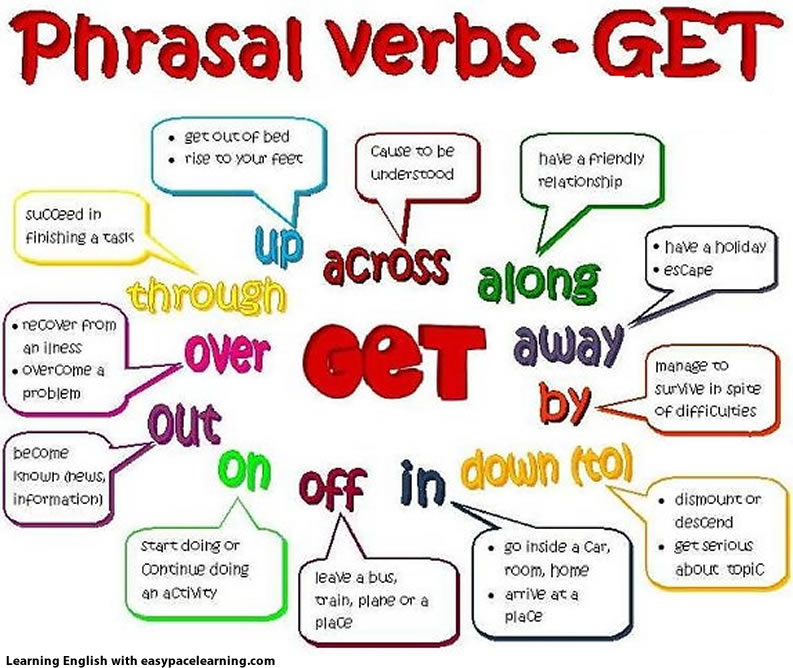 Phrasal verbs - GET
• get out of bed
• rise to your feet
up
cause to be
understood
across
have a friendly
relationship
along
succeed in
finishing a task
through
• have a holiday
• escape
away
• recover from
an ilness
• overcome a
problem
over
GET
manage to
survive in spite
of difficulties
by
become
known (news,
information)
out
on
start doing or
continue doing
an activity
off
leave a bus,
train, plane or a
place
in
• go inside a car,
room, home
• arrive at a
place
down (to)
• dismount or
descend
• get serious
about topic
Learning English with easypacelearning.com